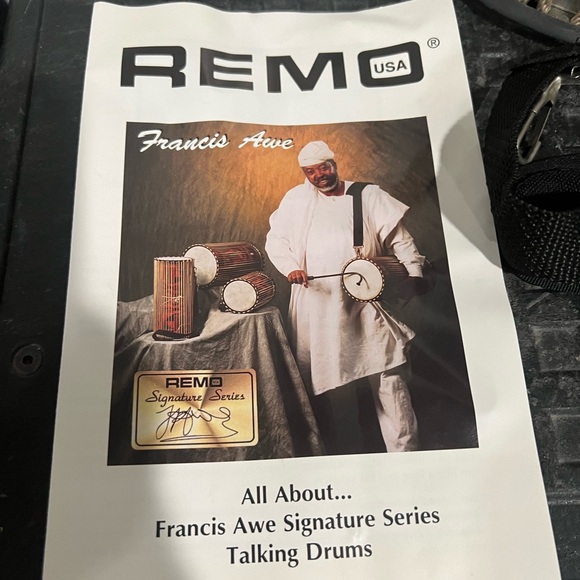 REMO®
USA
Francis Awe
REMO
Signature Series
All About...
Francis Awe Signature Series
Talking Drums